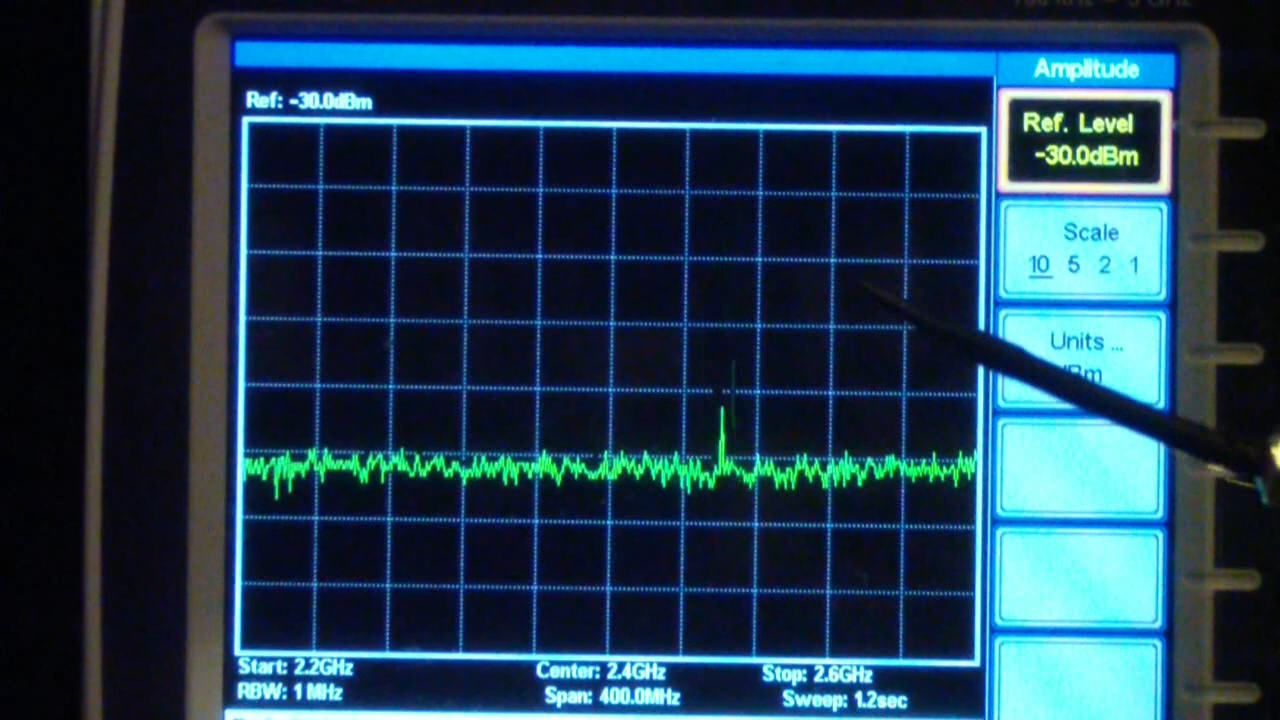 Amplitude
Ref: -30.0dBm
Ref. Level
-30.0dBm
Scale
10 5 2 1
Units ...
Start: 2.2GHz
Center: 2.4GHz
Stop: 2.6GHz
RBW: 1 MHz
Span: 400.0MHz
Sweep: 1.2sec